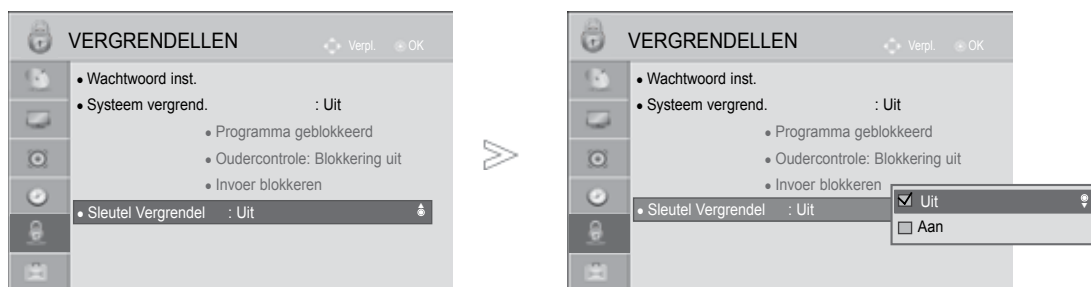 VERGRENDELLEN Verpl. OK
• Wachtwoord inst.
• Systeem vergrend. : Uit
• Programma geblokkeerd
• Oudercontrole: Blokkering uit
• Invoer blokkeren
• Sleutel Vergrendel : Uit
VERGRENDELLEN Verpl. OK
• Wachtwoord inst.
• Systeem vergrend. : Uit
• Programma geblokkeerd
• Oudercontrole: Blokkering uit
• Invoer blokkeren
• Sleutel Vergrendel : Uit
Uit
Aan